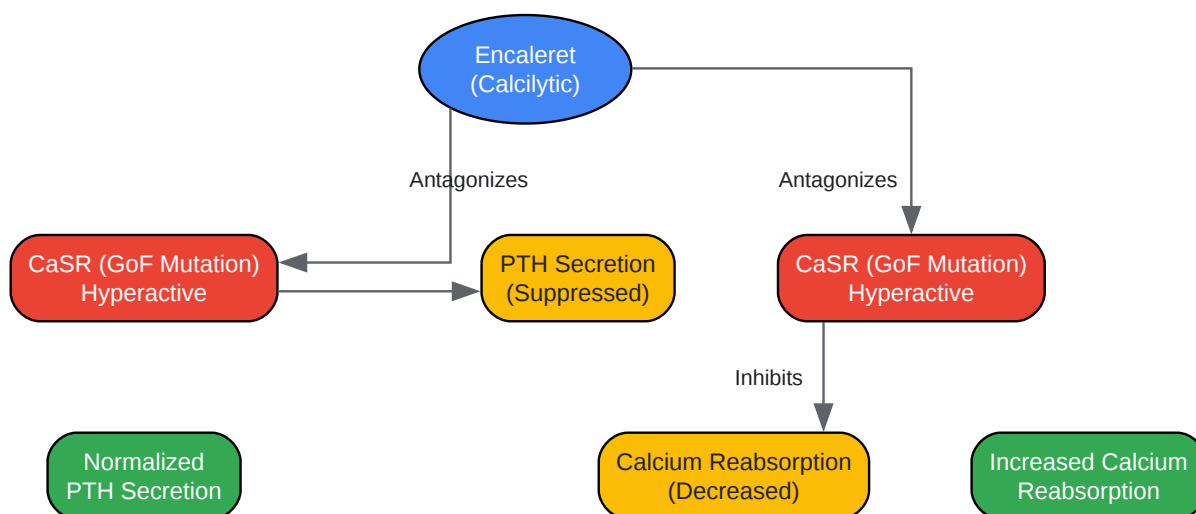 Encaleret
(Calcilytic)
Antagonizes
Antagonizes
CaSR (GoF Mutation)
Hyperactive
PTH Secretion
(Suppressed)
CaSR (GoF Mutation)
Hyperactive
Inhibits
Normalized
PTH Secretion
Calcium Reabsorption
(Decreased)
Increased Calcium
Reabsorption